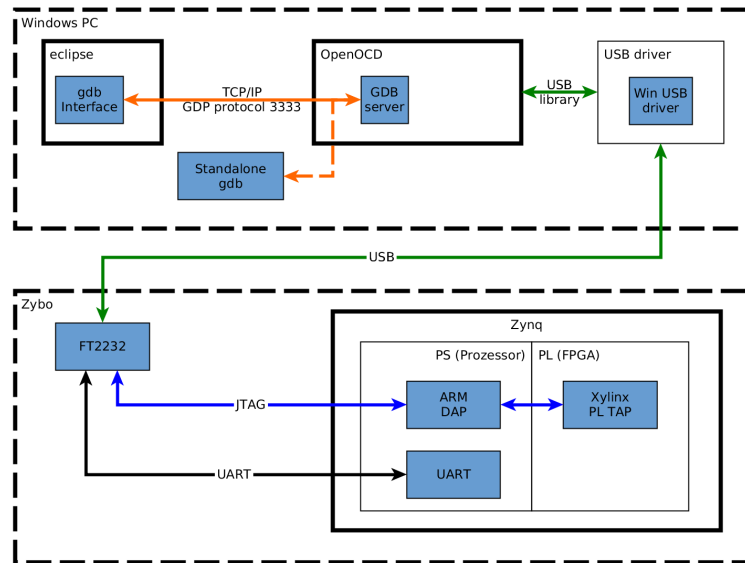 Windows PC
eclipse
OpenOCD
USB driver
gdb
Interface
TCP/IP
GDP protocol 3333
GDB
server
USB
library
Win USB
driver
Standalone
gdb
USB
Zybo
Zynq
FT2232
PS (Prozessor)
PL (FPGA)
JTAG
ARM
DAP
Xylinx
PL TAP
UART
UART